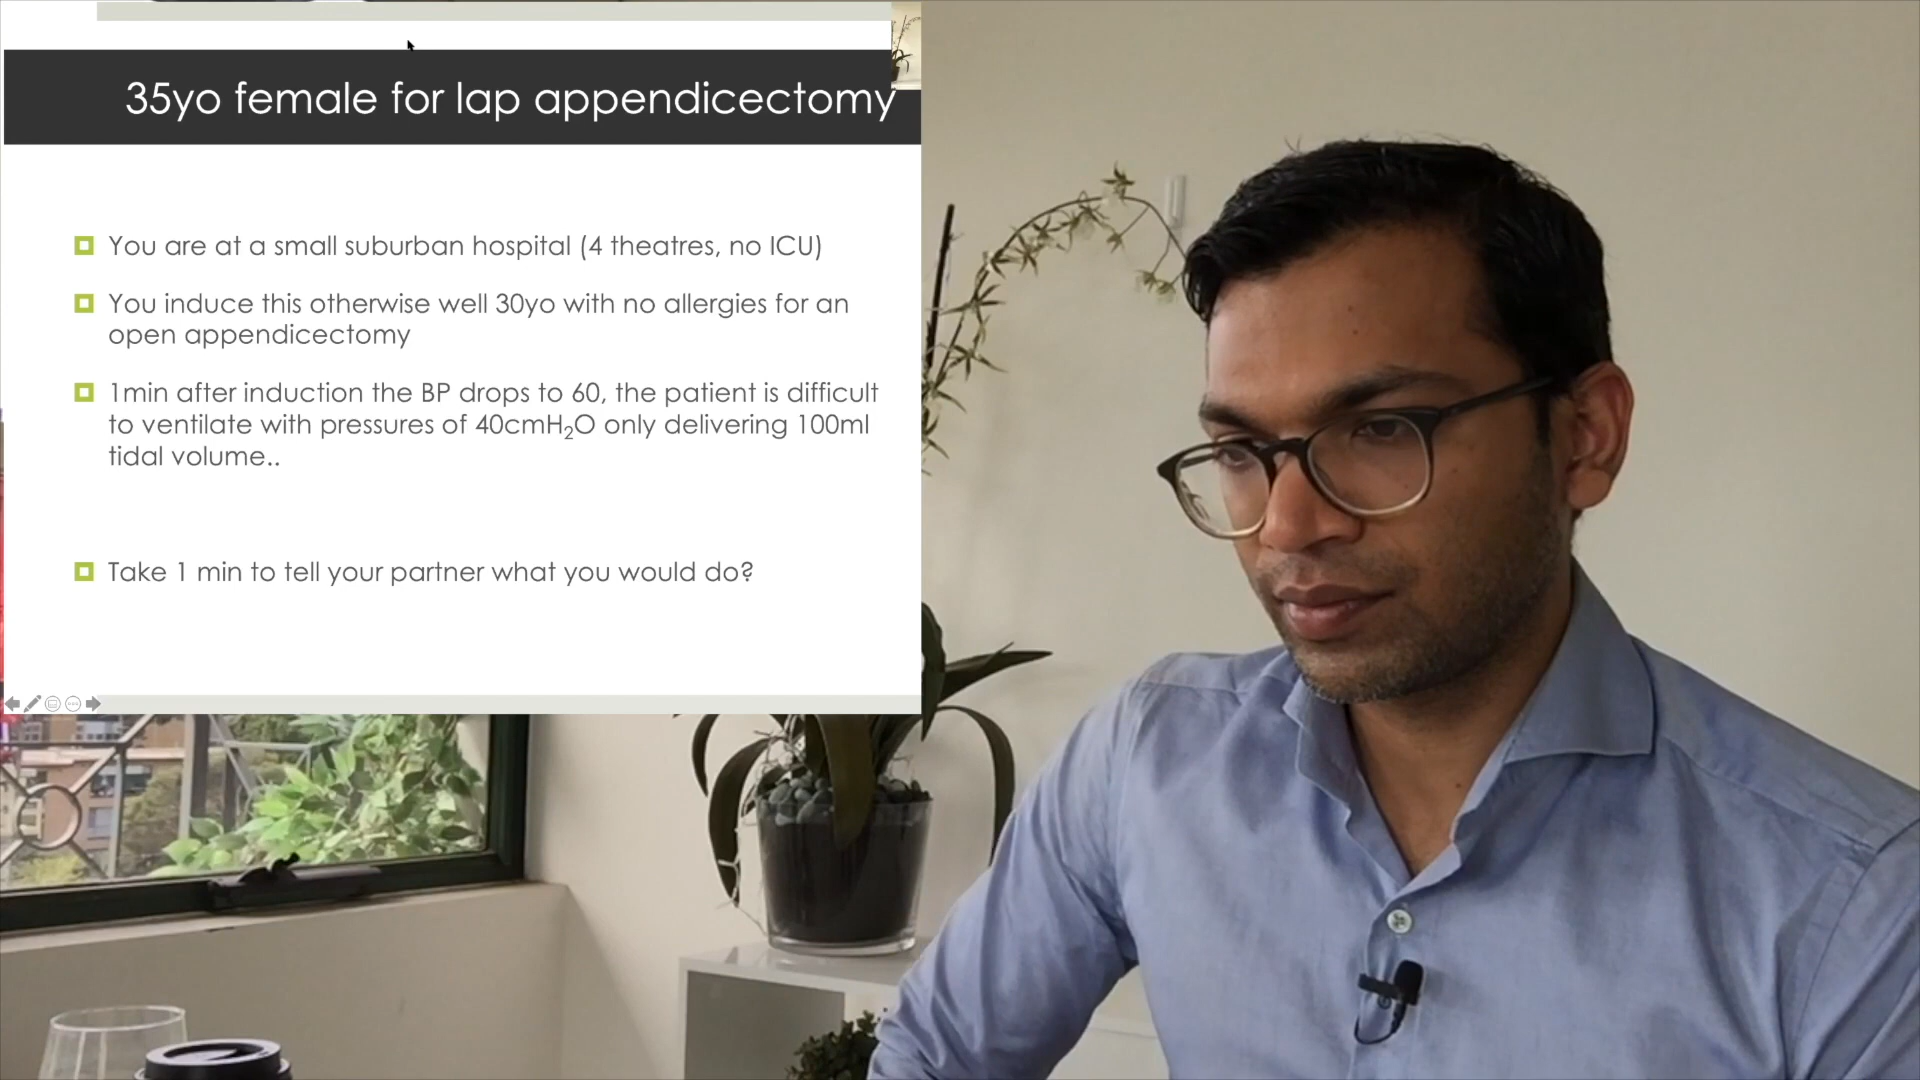 35yo female for lap appendicectomy
You are at a small suburban hospital (4 theatres, no ICU)
You induce this otherwise well 30yo with no allergies for an
open appendicectomy
1min after induction the BP drops to 60, the patient is difficult
to ventilate with pressures of 40cmH₂O only delivering 100ml
tidal volume..
Take 1 min to tell your partner what you would do?